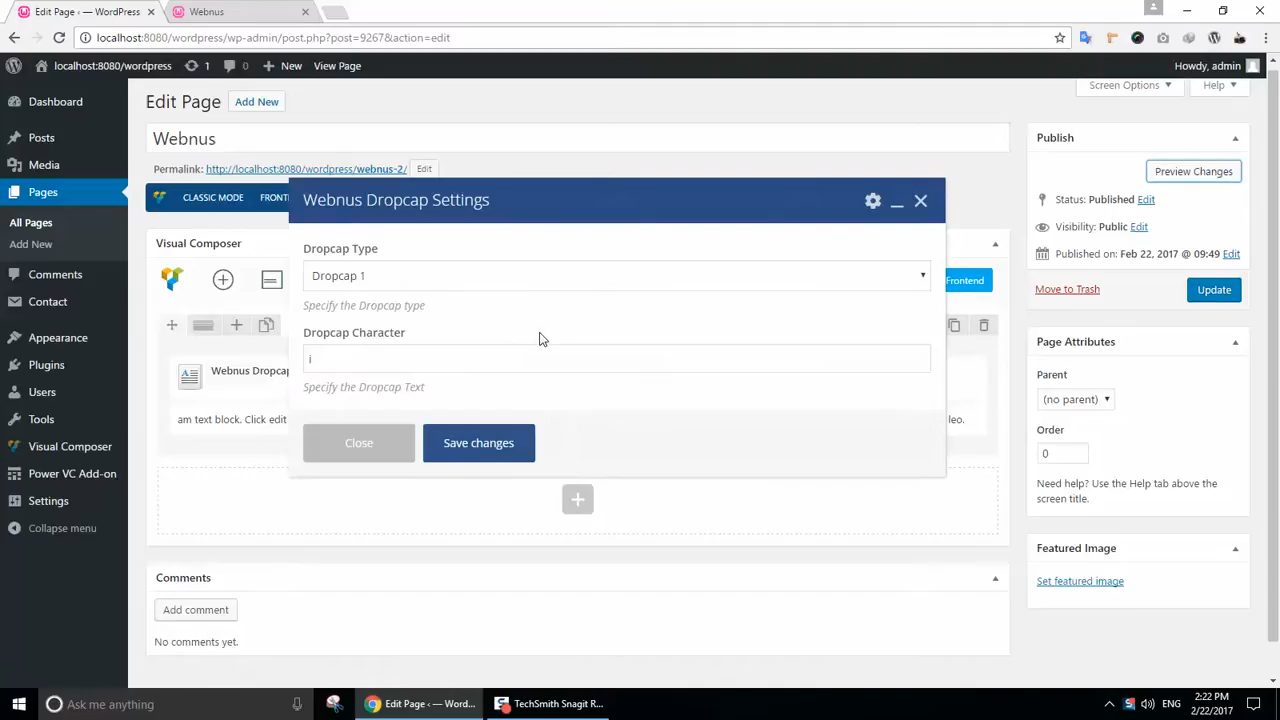 Edit Page ‹ — WordPress
Webnus
localhost:8080/wordpress/wp-admin/post.php?post=9267&action=edit
localhost:8080/wordpress
1
0
New
View Page
Howdy, admin
Dashboard
Posts
Media
Pages
All Pages
Add New
Comments
Contact
Appearance
Plugins
Users
Tools
Visual Composer
Power VC Add-on
Settings
Collapse menu
Screen Options
Help
Edit Page
Add New
Webnus
Permalink: http://localhost:8080/wordpress/webnus-2/
Edit
CLASSIC MODE
FRONT
Visual Composer
Frontend
Webnus Dropcap
am text block. Click edit
leo.
Webnus Dropcap Settings
Dropcap Type
Dropcap 1
Specify the Dropcap type
Dropcap Character
i
Specify the Dropcap Text
Close
Save changes
Comments
Add comment
No comments yet.
Publish
Preview Changes
Status: Published Edit
Visibility: Public Edit
Published on: Feb 22, 2017 @ 09:49 Edit
Move to Trash
Update
Page Attributes
Parent
(no parent)
Order
0
Need help? Use the Help tab above the
screen title.
Featured Image
Set featured image
Ask me anything
Edit Page ‹ — Word...
TechSmith Snagit R...
ENG
2:22 PM
2/22/2017